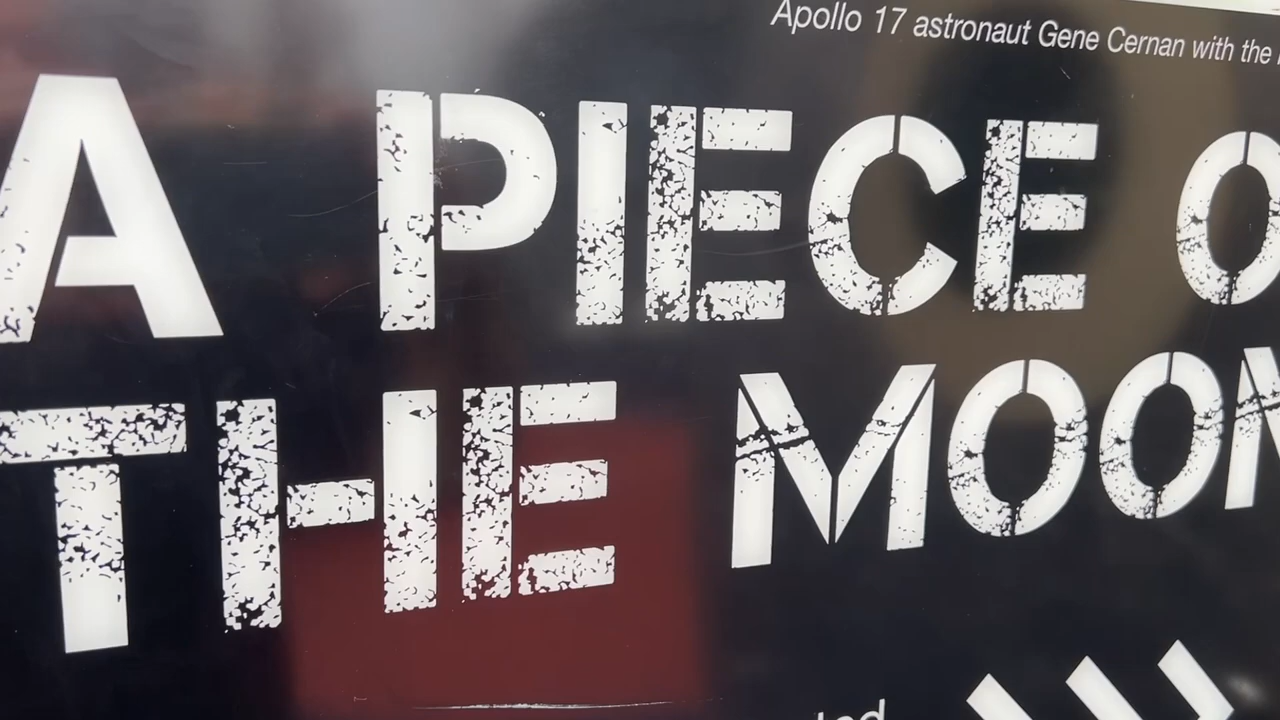 Apollo 17 astronaut Gene Cernan with the
A PIECE O
THE MOON